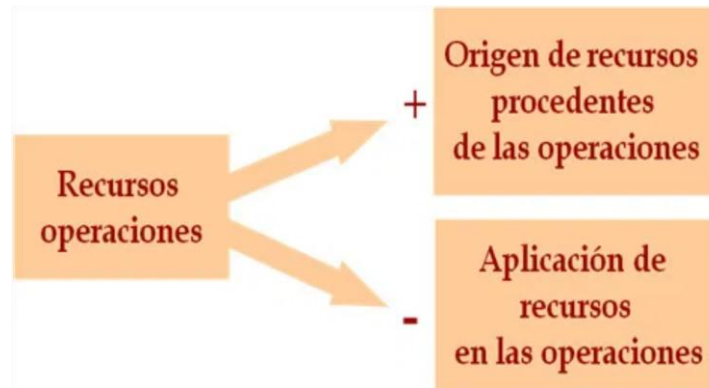 Recursos
operaciones
+
Origen de recursos
procedentes
de las operaciones
-
Aplicación de
recursos
en las operaciones